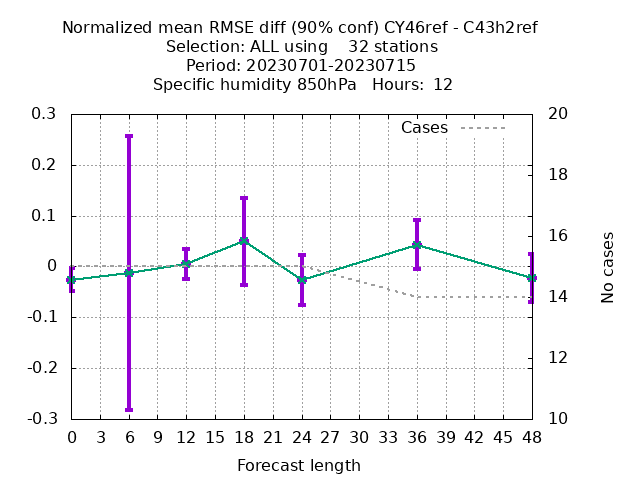 Normalized mean RMSE diff (90% conf) CY46ref - C43h2ref
Selection: ALL using    32 stations
Period: 20230701-20230715
Specific humidity 850hPa   Hours:  12
Cases
0.3
0.2
0.1
0
-0.1
-0.2
-0.3
20
18
16
14
12
10
No cases
0 3 6 9 12 15 18 21 24 27 30 33 36 39 42 45 48
Forecast length